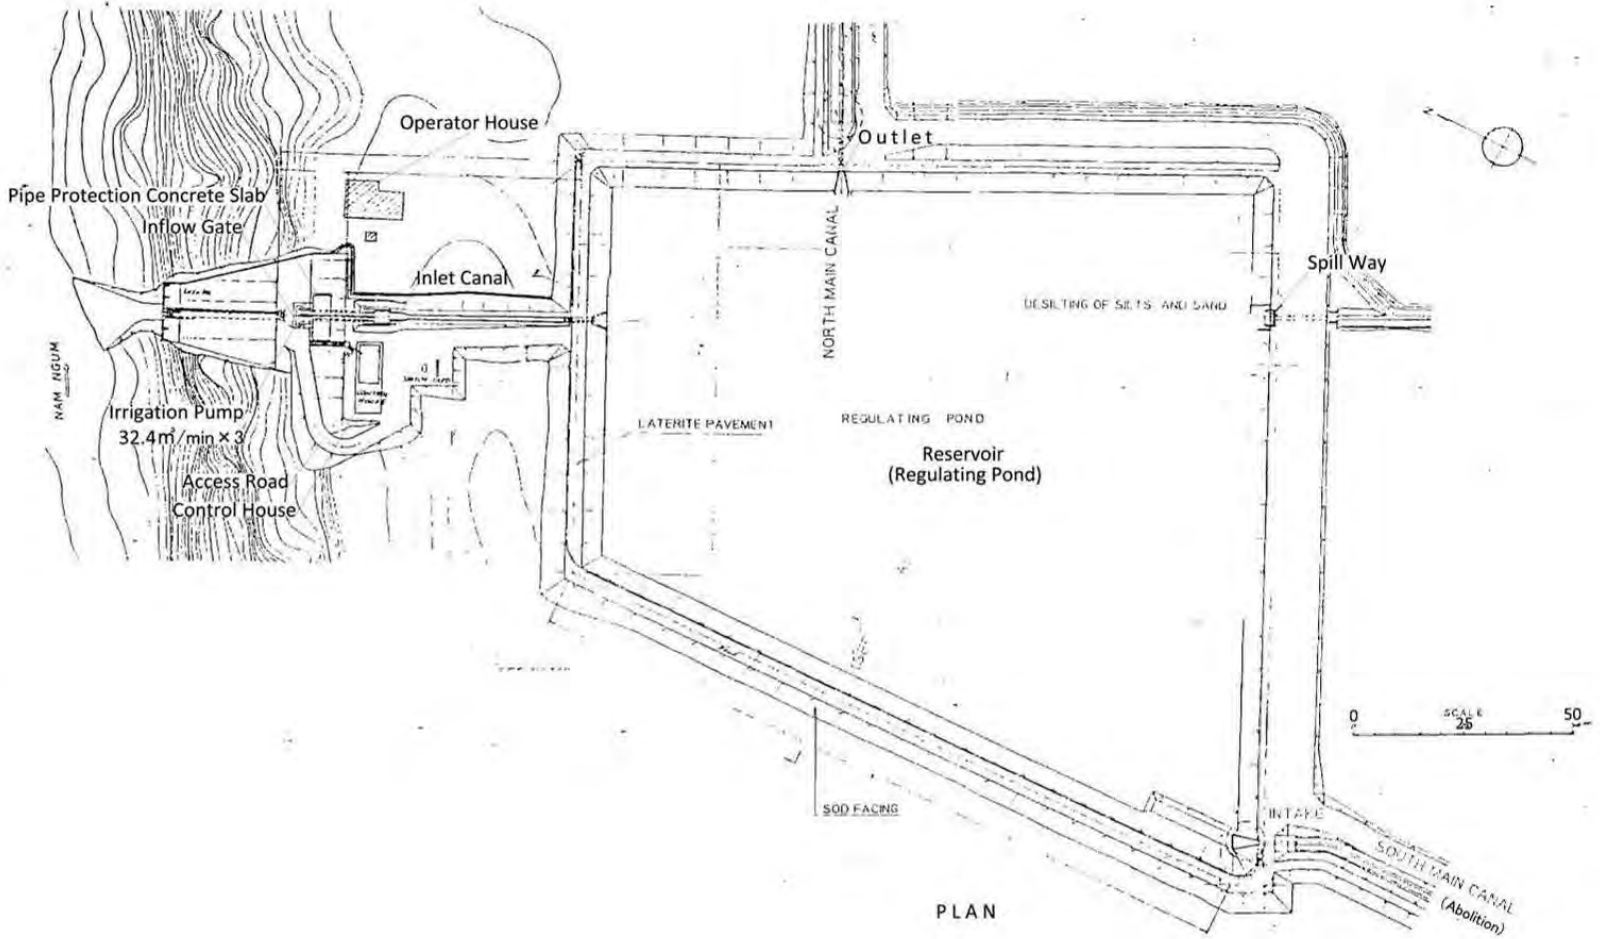 Operator House
Outlet
Pipe Protection Concrete Slab
Inflow Gate
Inlet Canal
Spill Way
NORTH MAIN CANAL
DESILTING OF SILTS AND SAND
NAM NGUM
Irrigation Pump
32.4m³/min×3
CONTROL
HOUSE
LATERITE PAVEMENT
REGULATING POND
Reservoir
(Regulating Pond)
Access Road
Control House
0 SCALE 25 50
SOD FACING
INTAKE
SOUTH MAIN CANAL
(Abolition)
PLAN